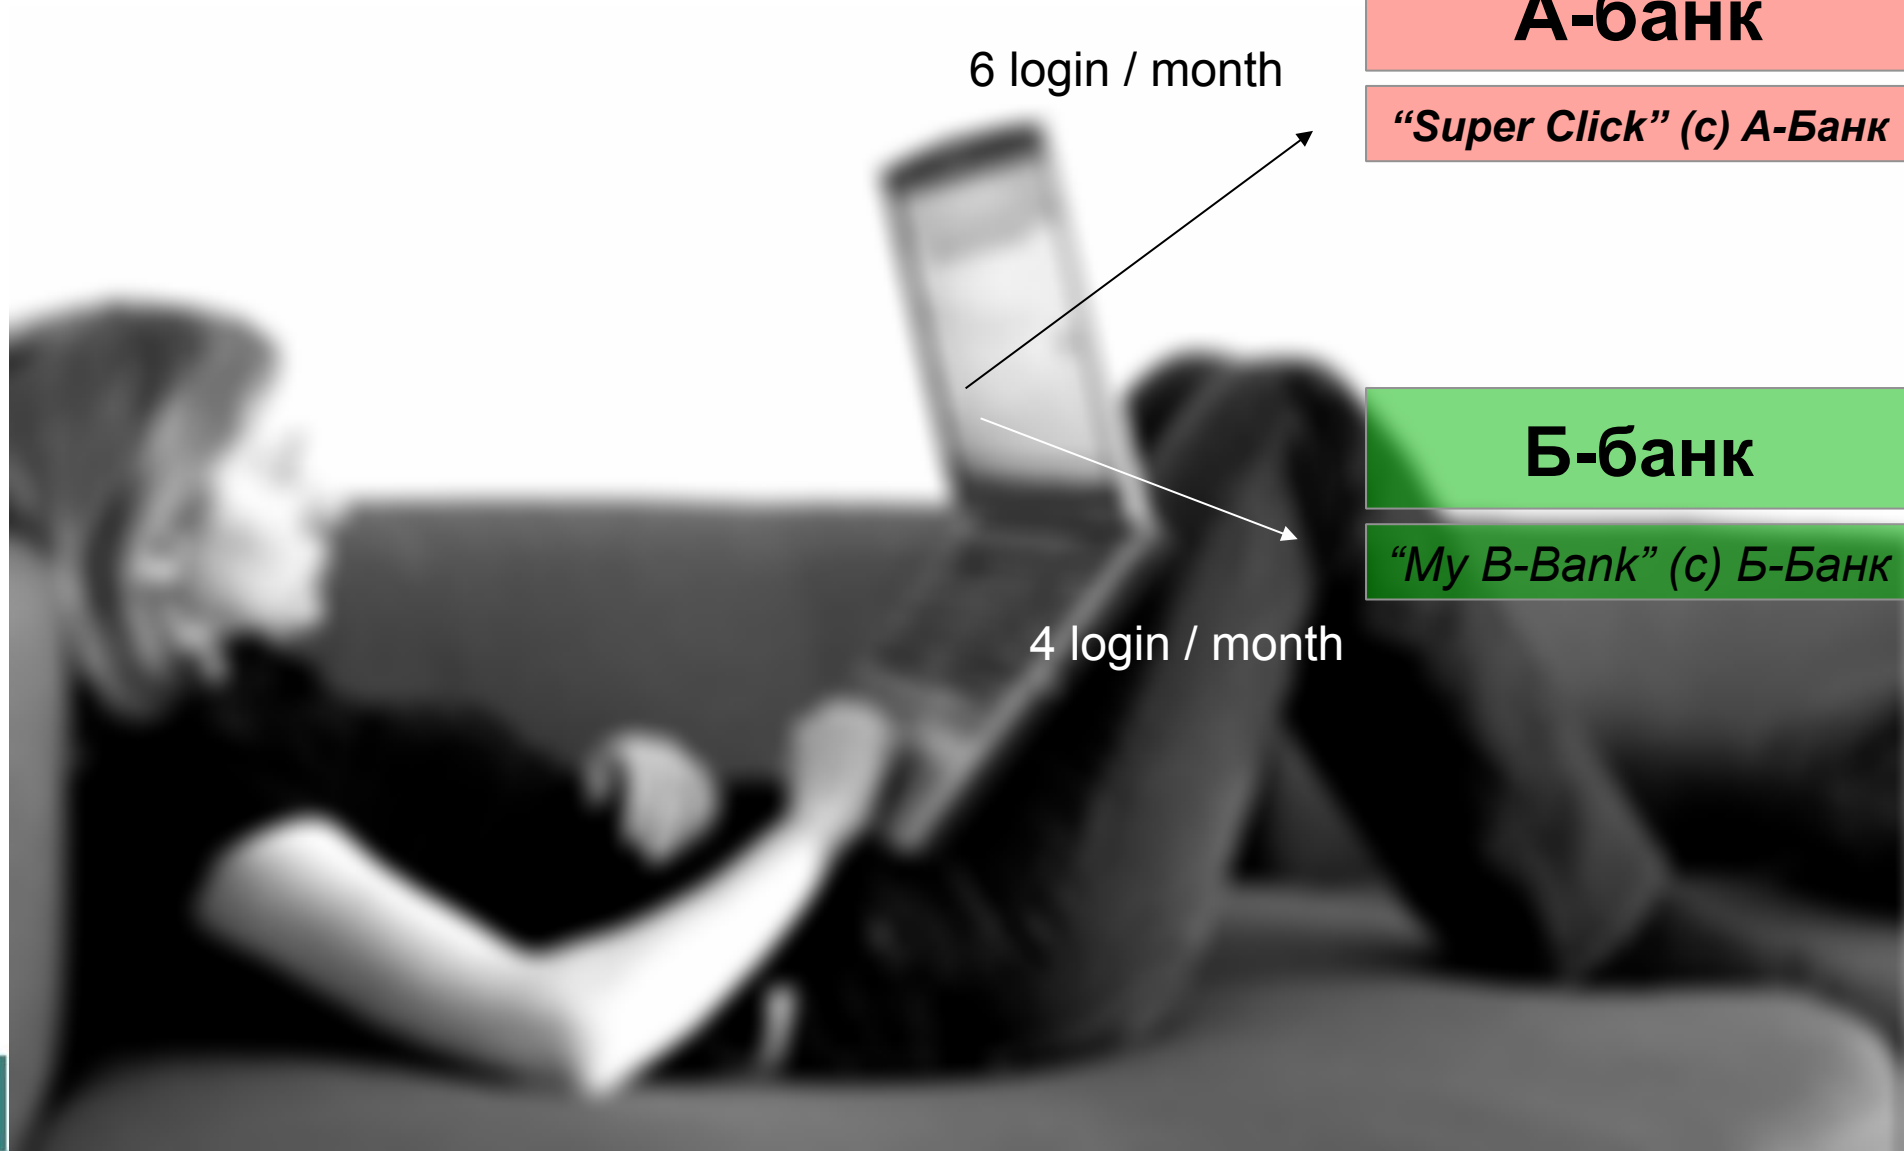 А-банк
6 login / month
“Super Click” (c) А-Банк
Б-банк
“My B-Bank” (c) Б-Банк
4 login / month